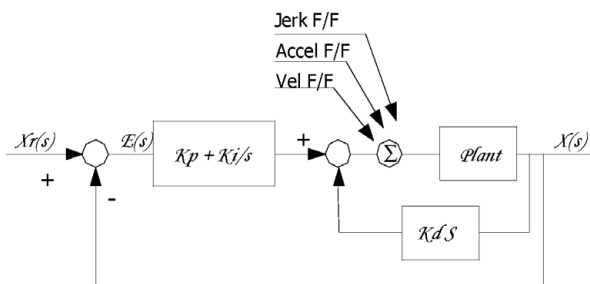 Jerk F/F
Accel F/F
Vel F/F
Xr(s)
E(s)
Kp + Ki/s
+
Σ
Plant
X(s)
+
-
Kd S